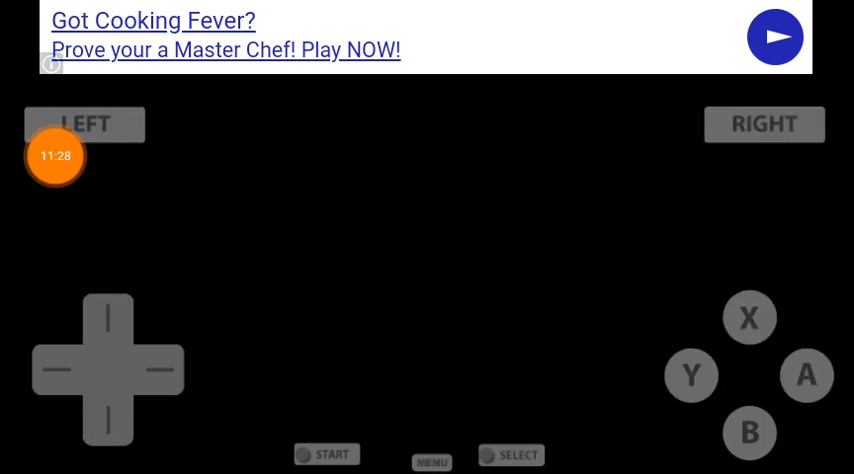 Got Cooking Fever?
Prove your a Master Chef! Play NOW!
LEFT
RIGHT
11:28
X
Y
A
B
START
MENU
SELECT